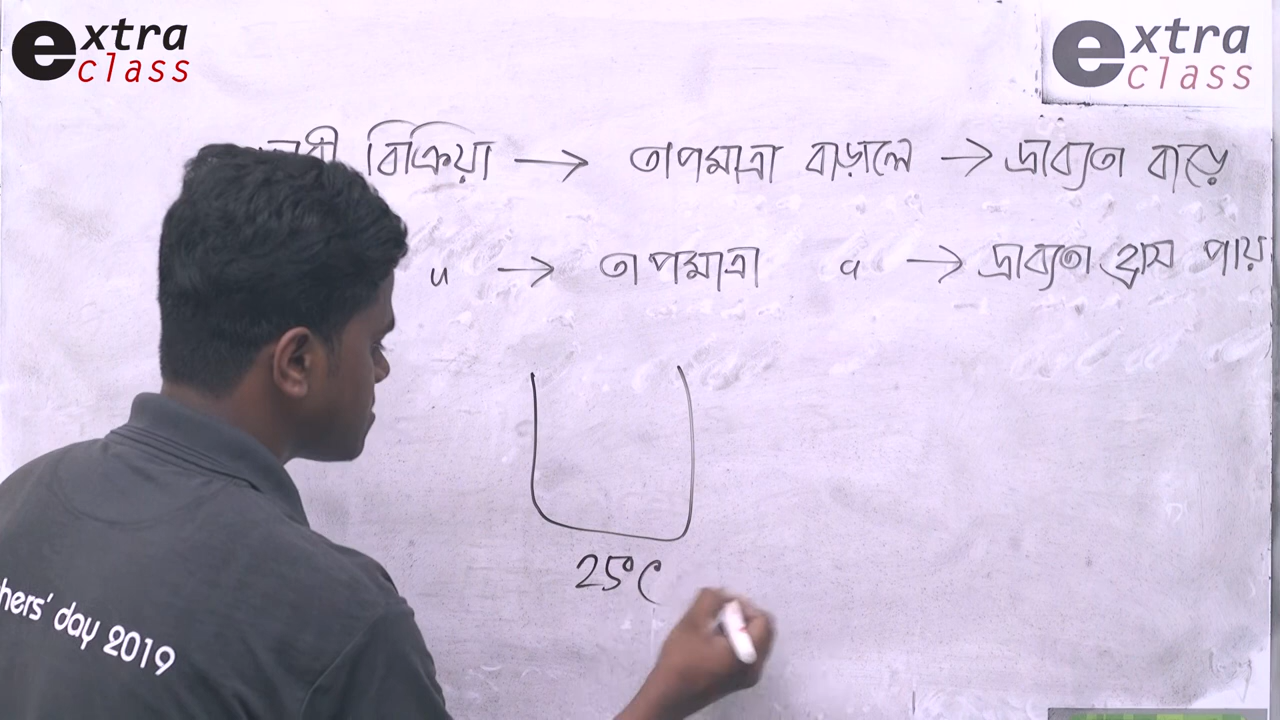 extra class
extra class
বিক্রিয়া → তাপমাত্রা বাড়ালে → দ্রাব্যতা বাড়ে
" → তাপমাত্রা " → দ্রাব্যতা হ্রাস পায়
25°C
hers' day 2019